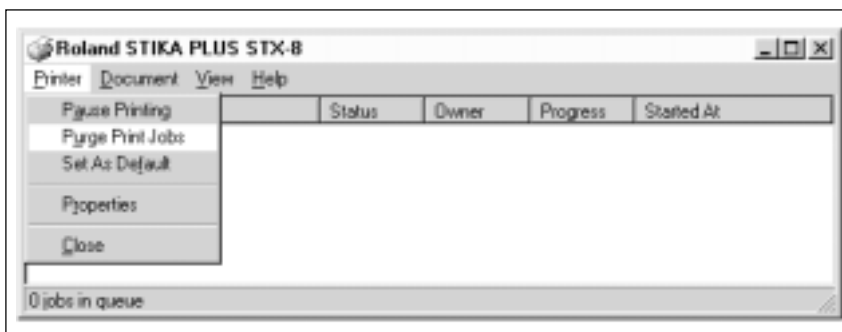 Roland STIKA PLUS STX-8
Printer Document View Help
Pause Printing Status Owner Progress Started At
Purge Print Jobs
Set As Default
Properties
Close
0 jobs in queue